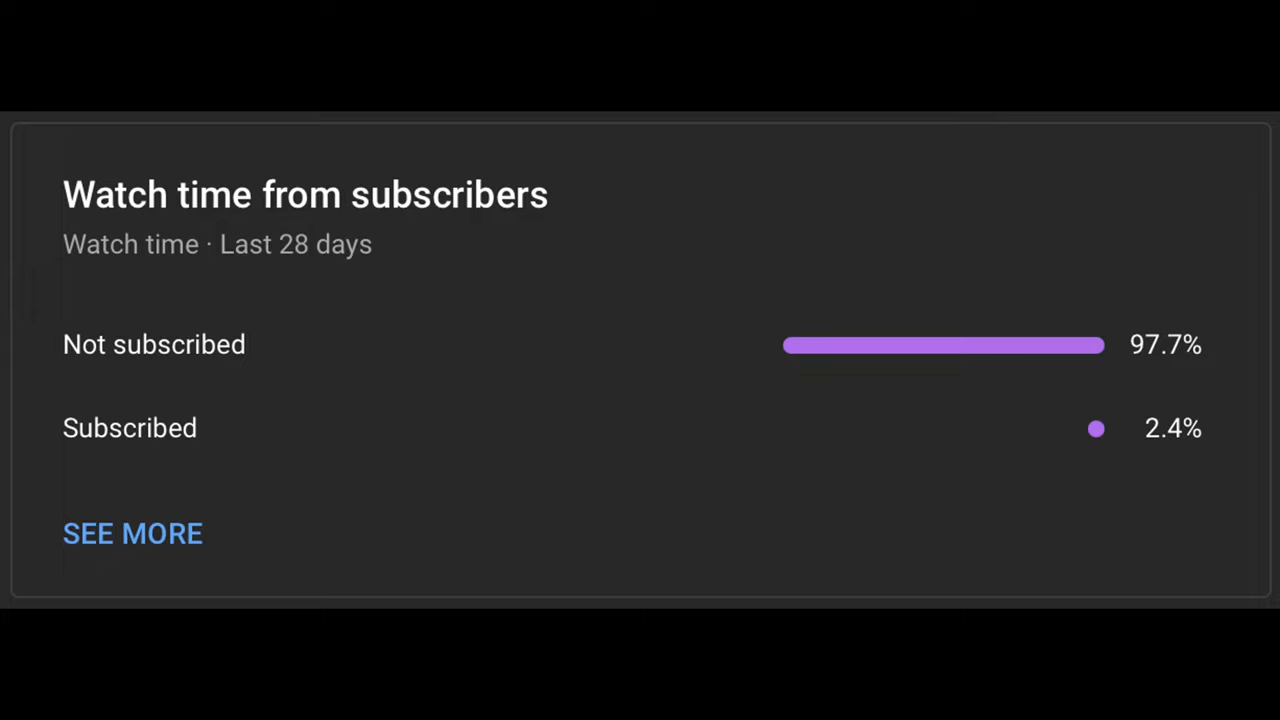 Watch time from subscribers
Watch time · Last 28 days
Not subscribed 97.7%
Subscribed 2.4%
SEE MORE